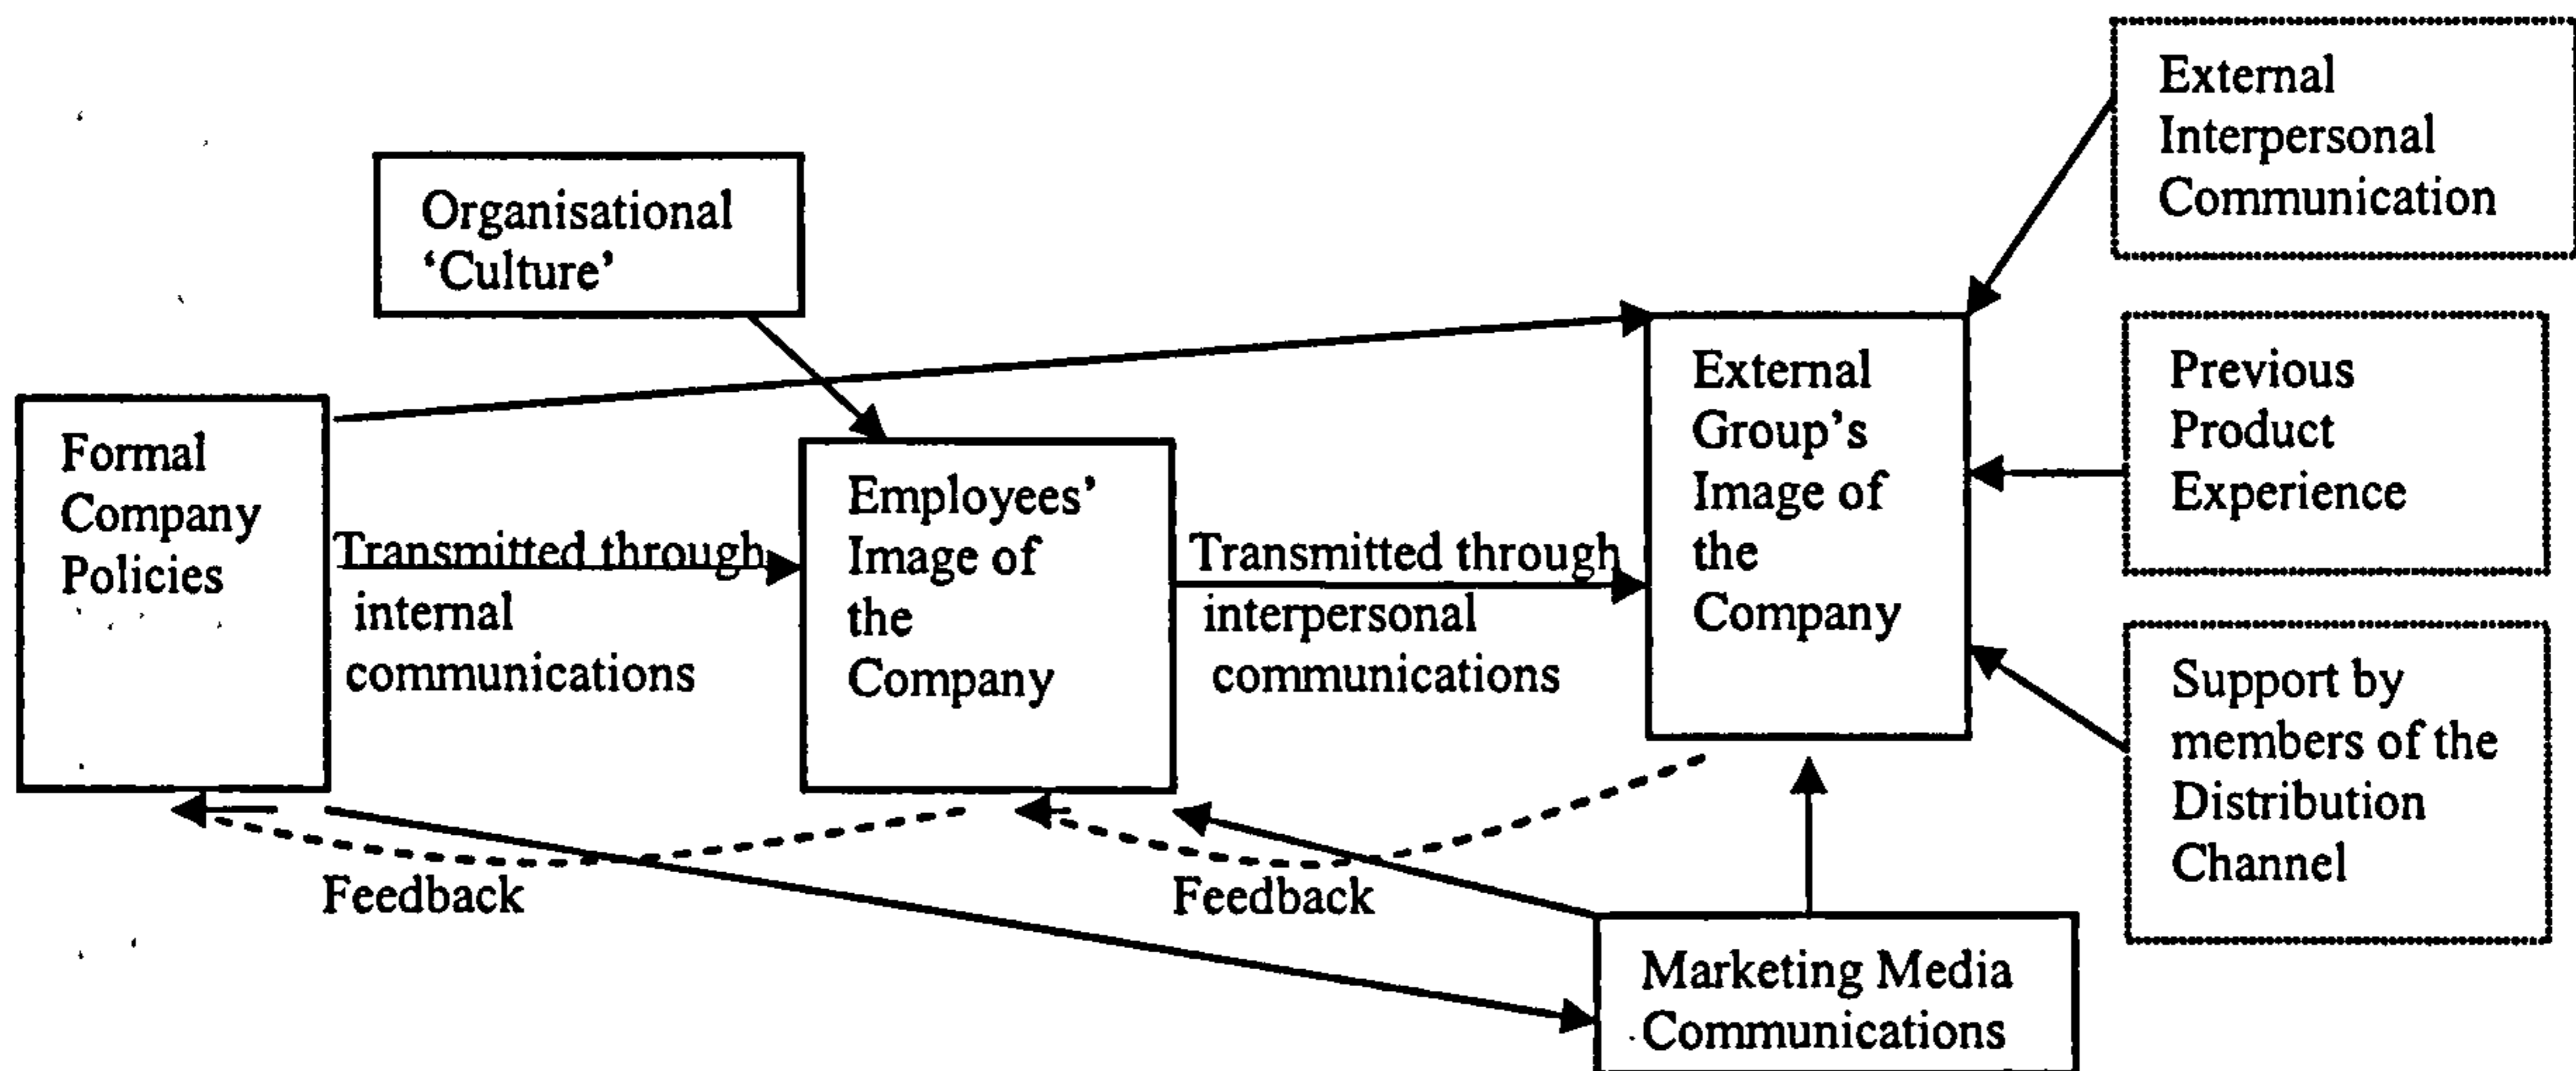 External
Interpersonal
Communication
Organisational
‘Culture’
Formal
Company
Policies
Transmitted through
internal
communications
Employees’
Image of
the
Company
Transmitted through
interpersonal
communications
External
Group’s
Image of
the
Company
Previous
Product
Experience
Support by
members of the
Distribution
Channel
Feedback
Feedback
Marketing Media
Communications